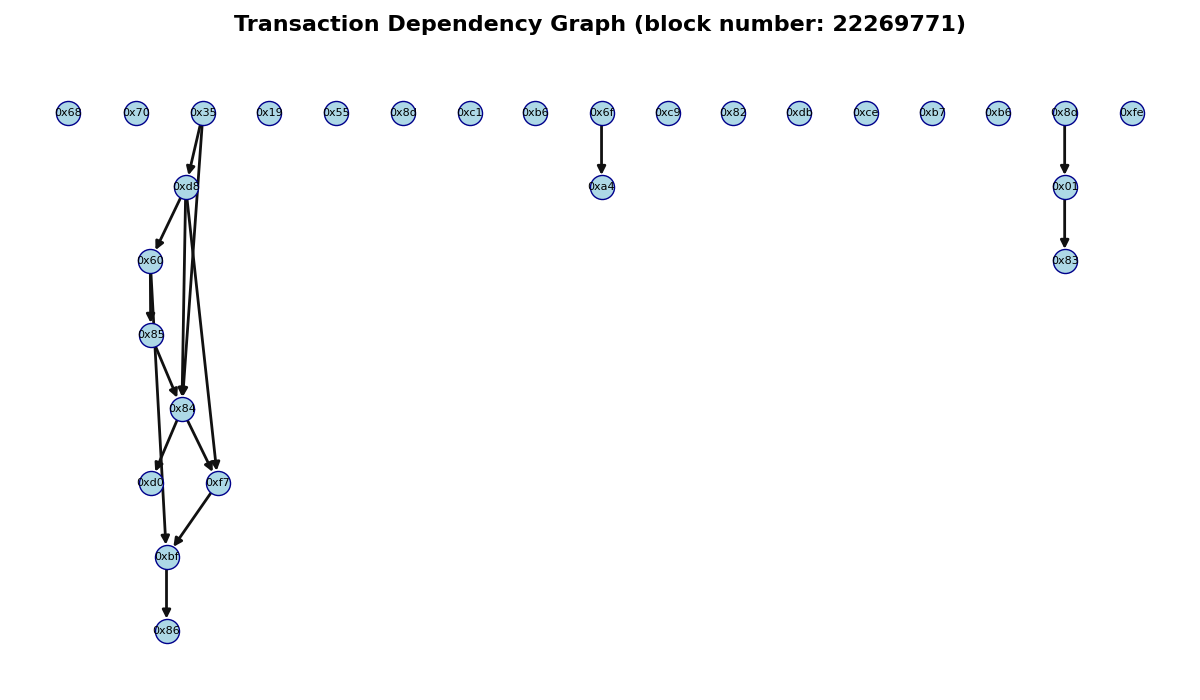 Transaction Dependency Graph (block number: 22269771)
0x68 0x70 0x35 0x19 0x55 0x8d 0xc1 0xb6 0x6f 0xc9 0x82 0xdb 0xce 0xb7 0xb6 0x8d 0xfe
0xd8 0xa4 0x01
0x60 0x83
0x85
0x84
0xd0 0xf7
0xbf
0x86